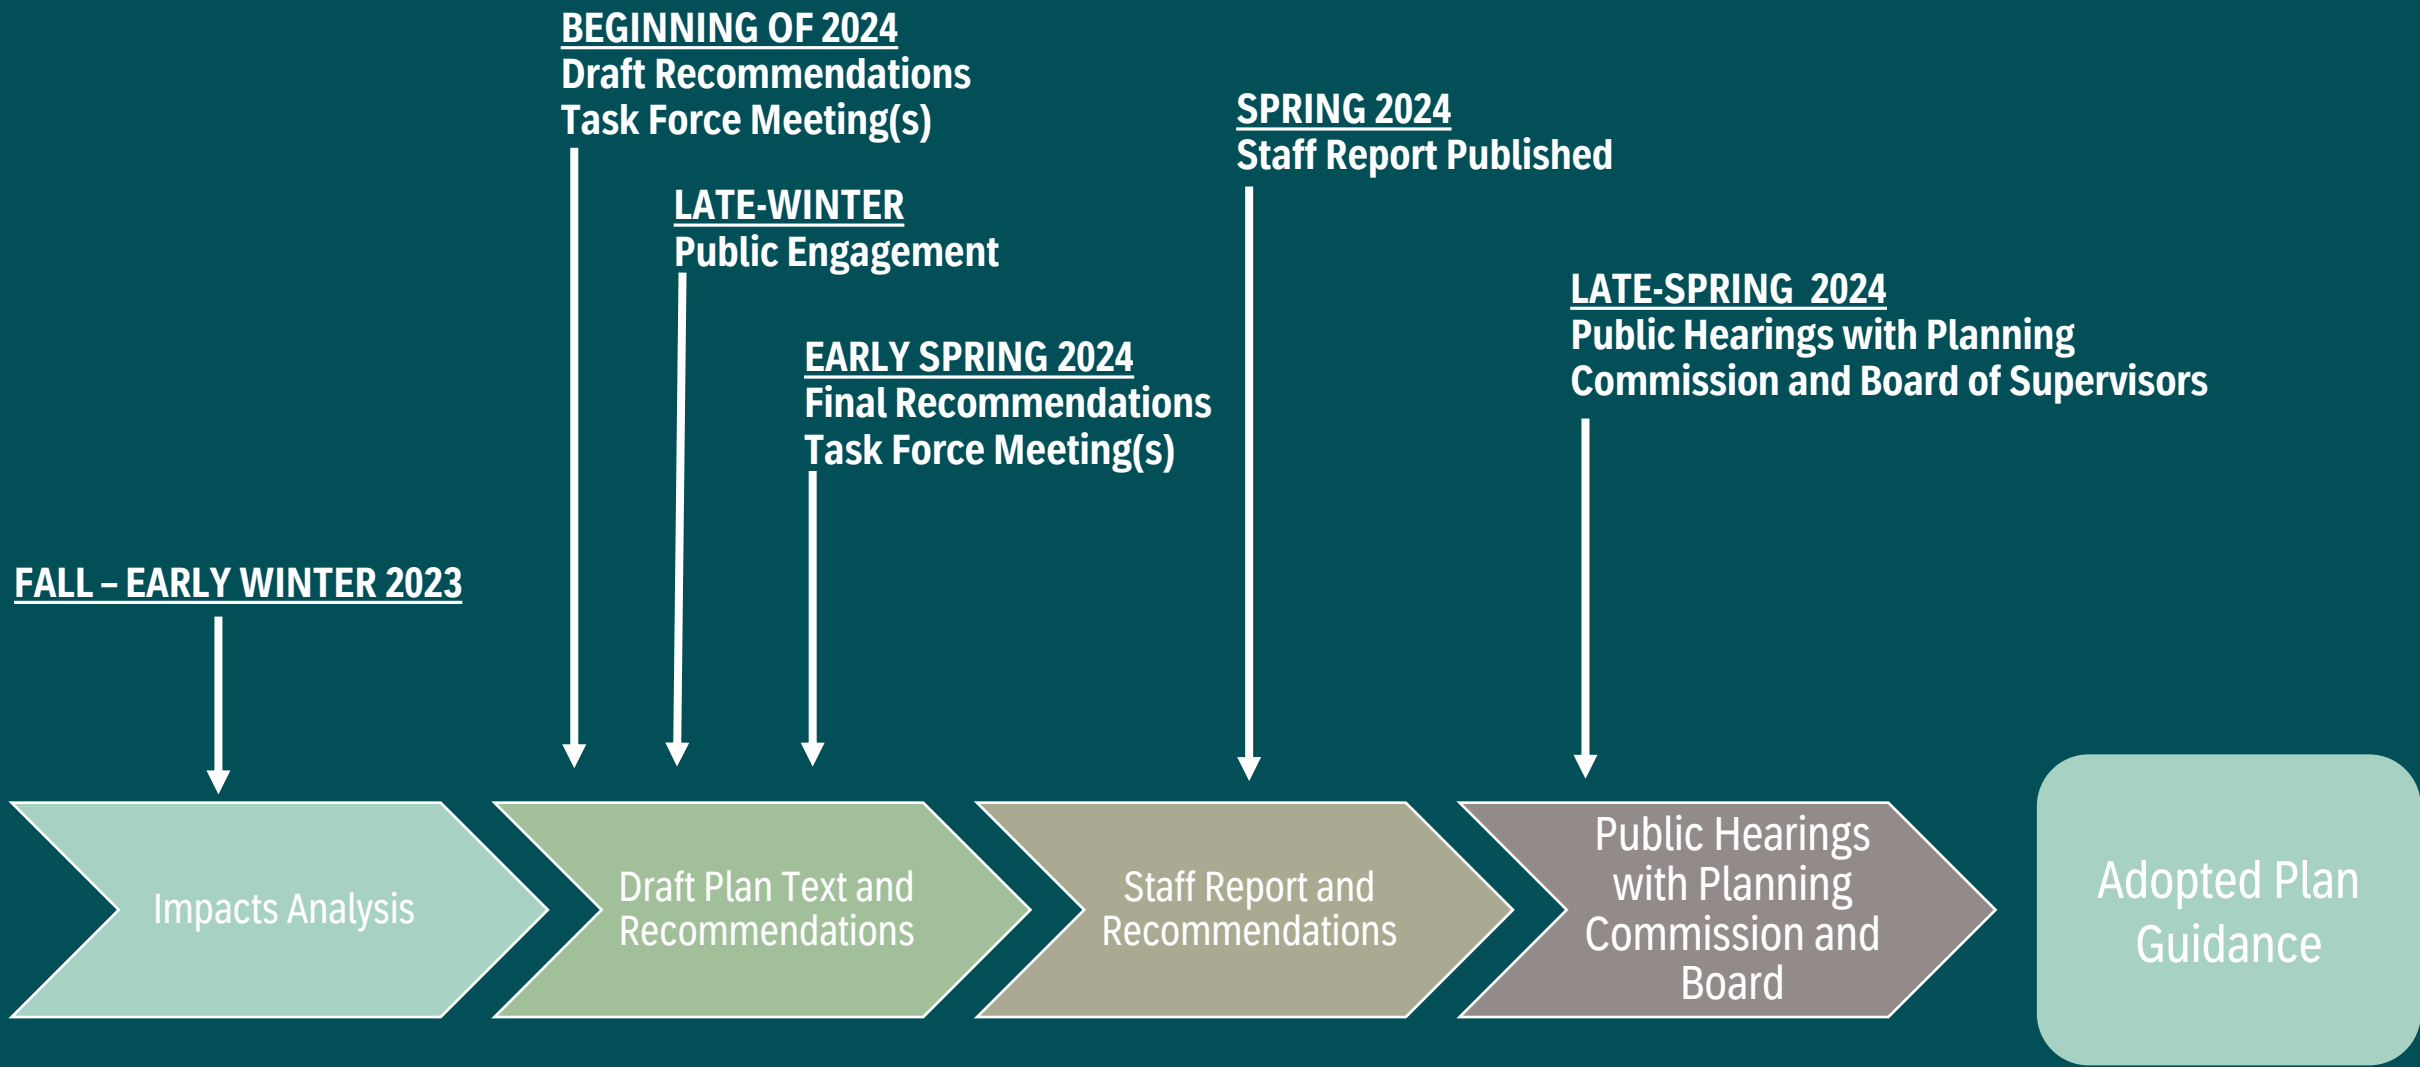 BEGINNING OF 2024
Draft Recommendations
Task Force Meeting(s)
LATE-WINTER
Public Engagement
EARLY SPRING 2024
Final Recommendations
Task Force Meeting(s)
SPRING 2024
Staff Report Published
LATE-SPRING 2024
Public Hearings with Planning
Commission and Board of Supervisors
FALL – EARLY WINTER 2023
Impacts Analysis
Draft Plan Text and
Recommendations
Staff Report and
Recommendations
Public Hearings
with Planning
Commission and
Board
Adopted Plan
Guidance